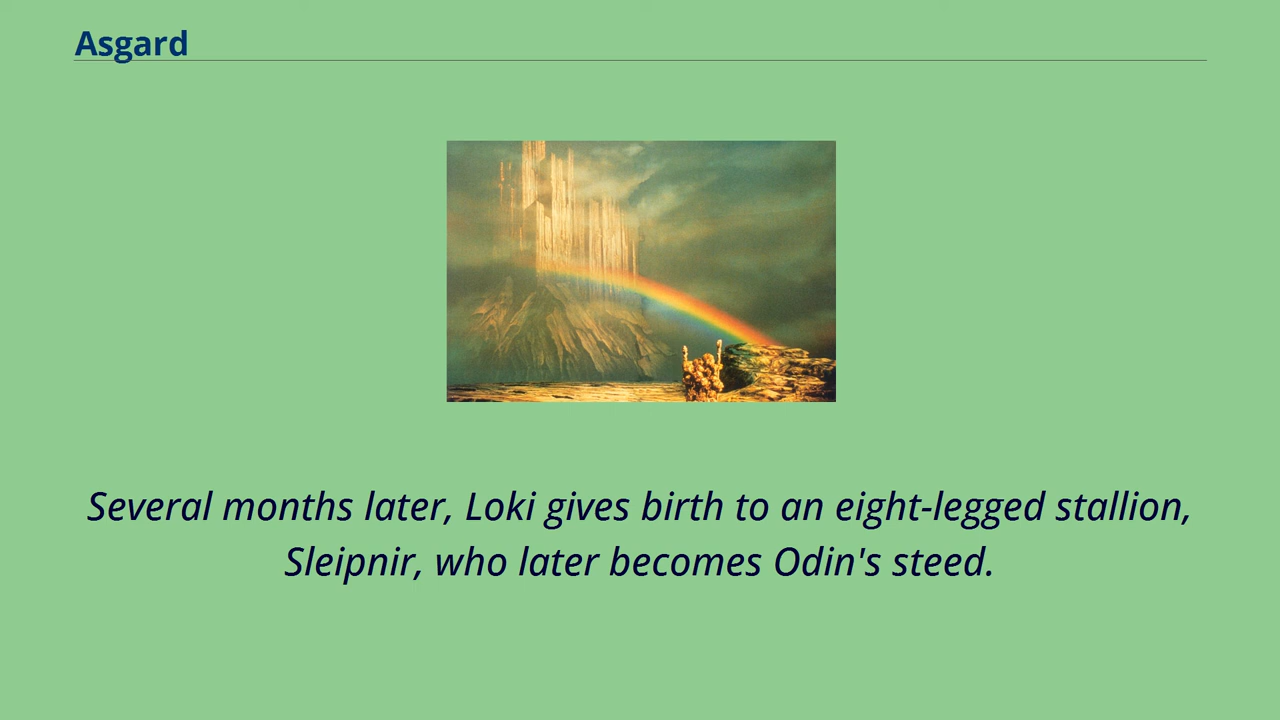 Asgard
Several months later, Loki gives birth to an eight-legged stallion,
Sleipnir, who later becomes Odin's steed.